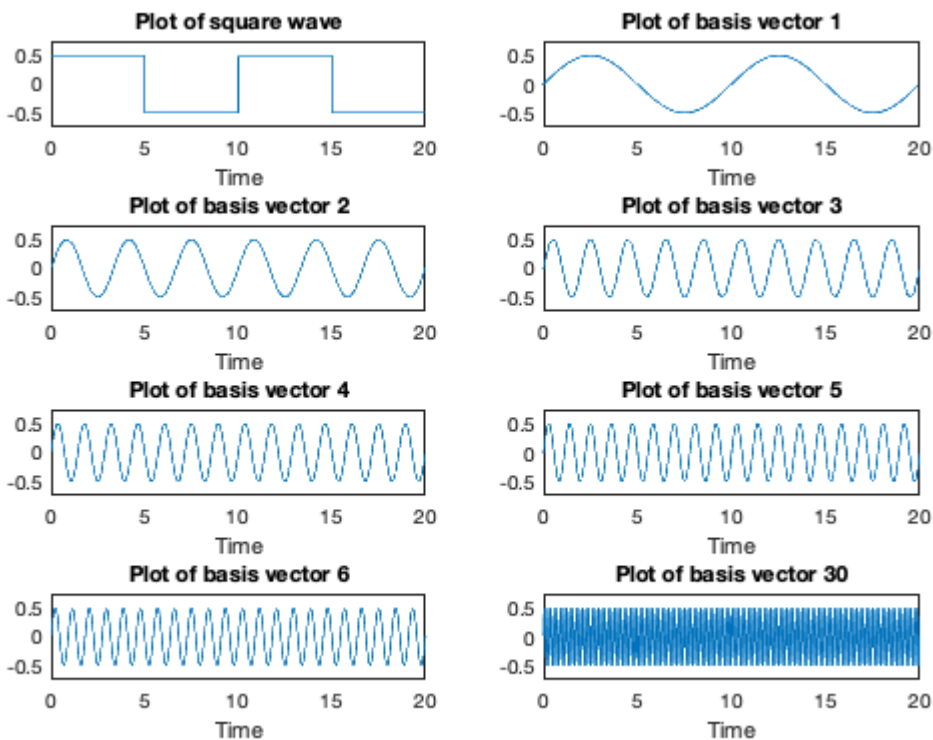 Plot of square wave
0.5
0
-0.5
0 5 10 15 20
Time
Plot of basis vector 1
0.5
0
-0.5
0 5 10 15 20
Time
Plot of basis vector 2
0.5
0
-0.5
0 5 10 15 20
Time
Plot of basis vector 3
0.5
0
-0.5
0 5 10 15 20
Time
Plot of basis vector 4
0.5
0
-0.5
0 5 10 15 20
Time
Plot of basis vector 5
0.5
0
-0.5
0 5 10 15 20
Time
Plot of basis vector 6
0.5
0
-0.5
0 5 10 15 20
Time
Plot of basis vector 30
0.5
0
-0.5
0 5 10 15 20
Time